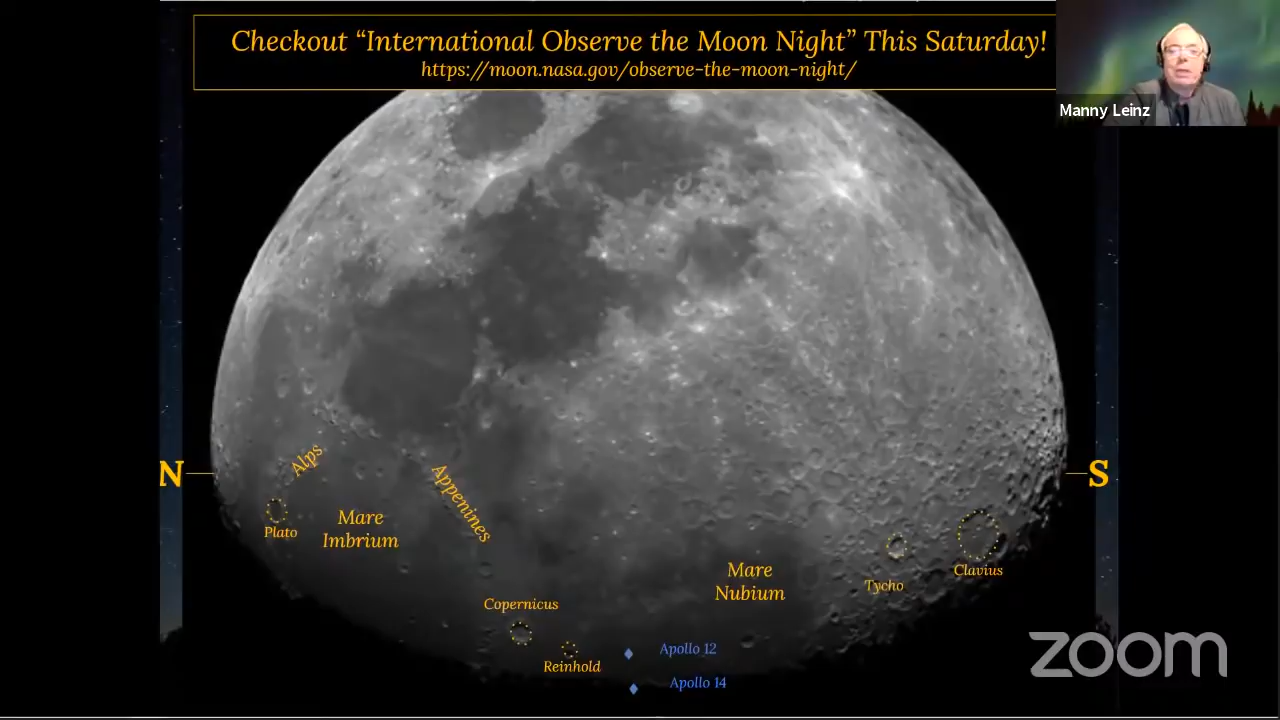 Checkout “International Observe the Moon Night” This Saturday!
https://moon.nasa.gov/observe-the-moon-night/
Manny Leinz
N
S
Alps
Appenines
Plato
Mare
Imbrium
Mare
Nubium
Tycho
Clavius
Copernicus
Reinhold
Apollo 12
Apollo 14
zoom